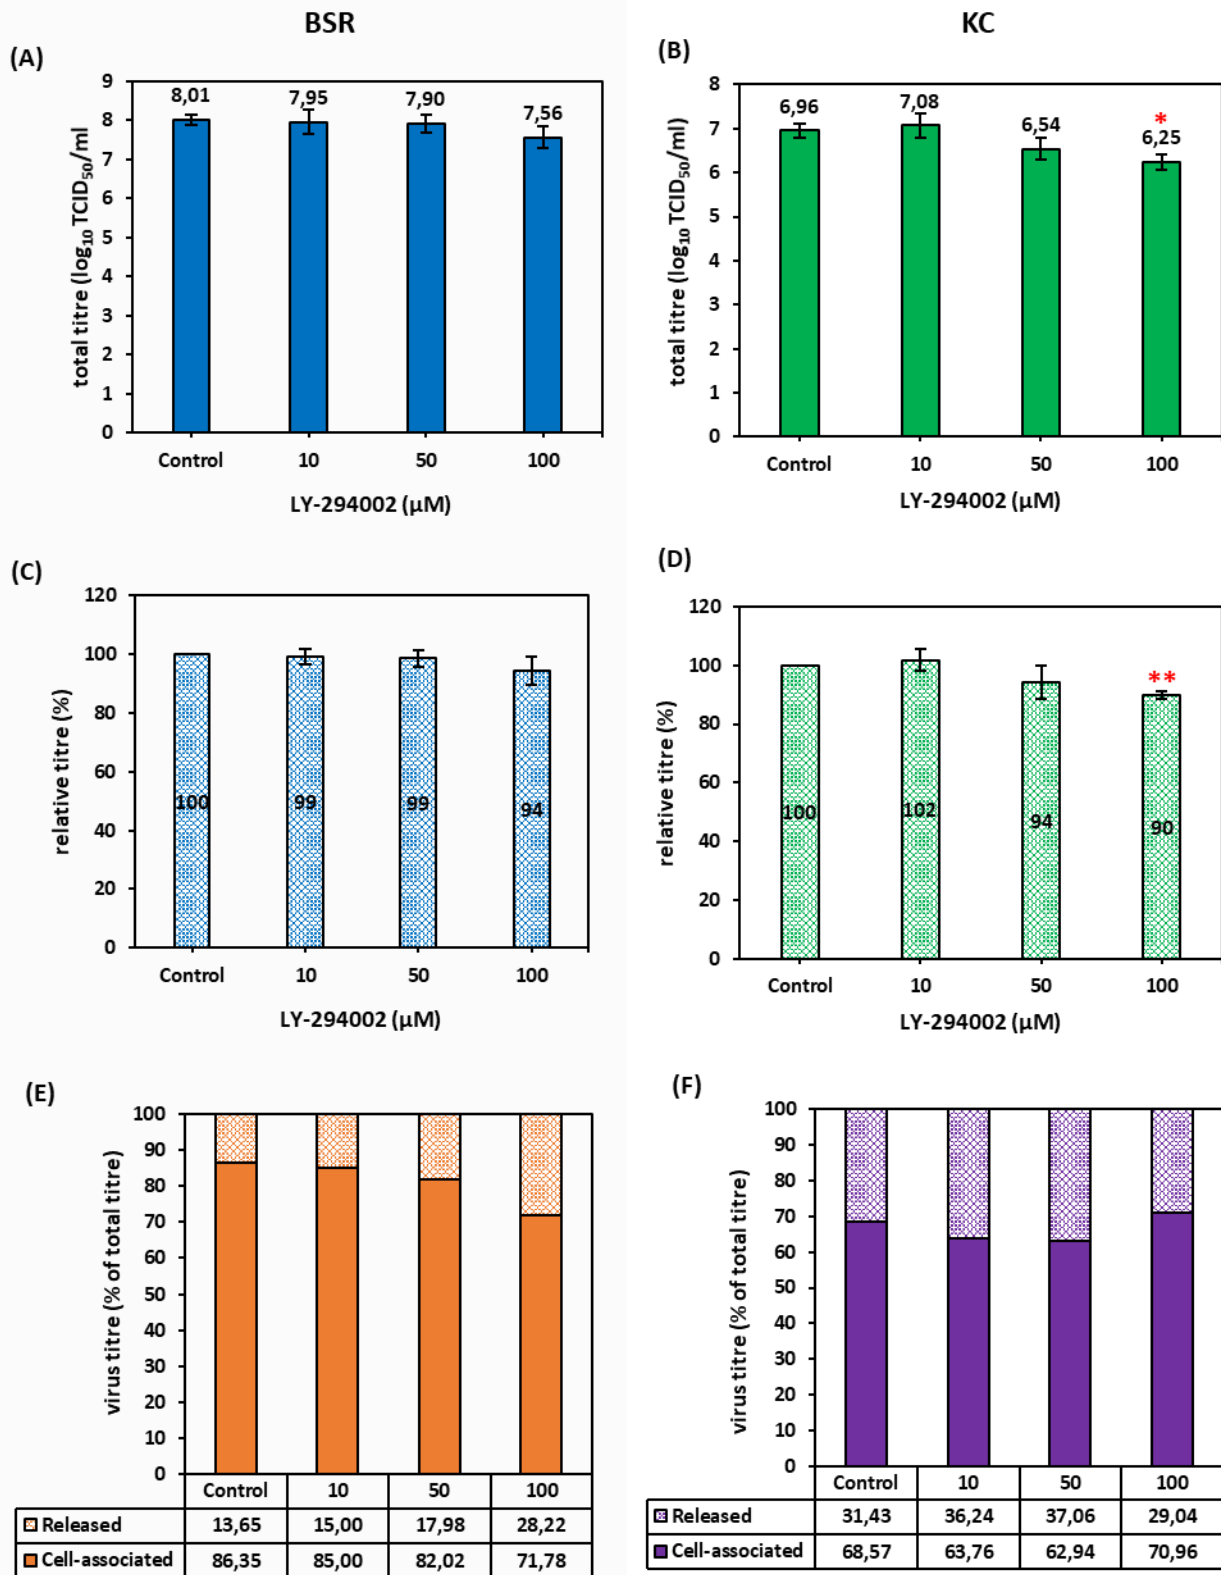 BSR
KC
(A)
total titre (log10 TCID50/ml)
9
8
7
6
5
4
3
2
1
0
8,01
7,95
7,90
7,56
Control 10 50 100
LY-294002 (µM)
(B)
total titre (log10 TCID50/ml)
8
7
6
5
4
3
2
1
0
6,96
7,08
6,54
*
6,25
Control 10 50 100
LY-294002 (µM)
(C)
relative titre (%)
120
100
80
60
40
20
0
100 99 99 94
Control 10 50 100
LY-294002 (µM)
(D)
relative titre (%)
120
100
80
60
40
20
0
**
100 102 94 90
Control 10 50 100
LY-294002 (µM)
(E)
virus titre (% of total titre)
100
90
80
70
60
50
40
30
20
10
0
Control 10 50 100
Released 13,65 15,00 17,98 28,22
Cell-associated 86,35 85,00 82,02 71,78
(F)
virus titre (% of total titre)
100
90
80
70
60
50
40
30
20
10
0
Control 10 50 100
Released 31,43 36,24 37,06 29,04
Cell-associated 68,57 63,76 62,94 70,96